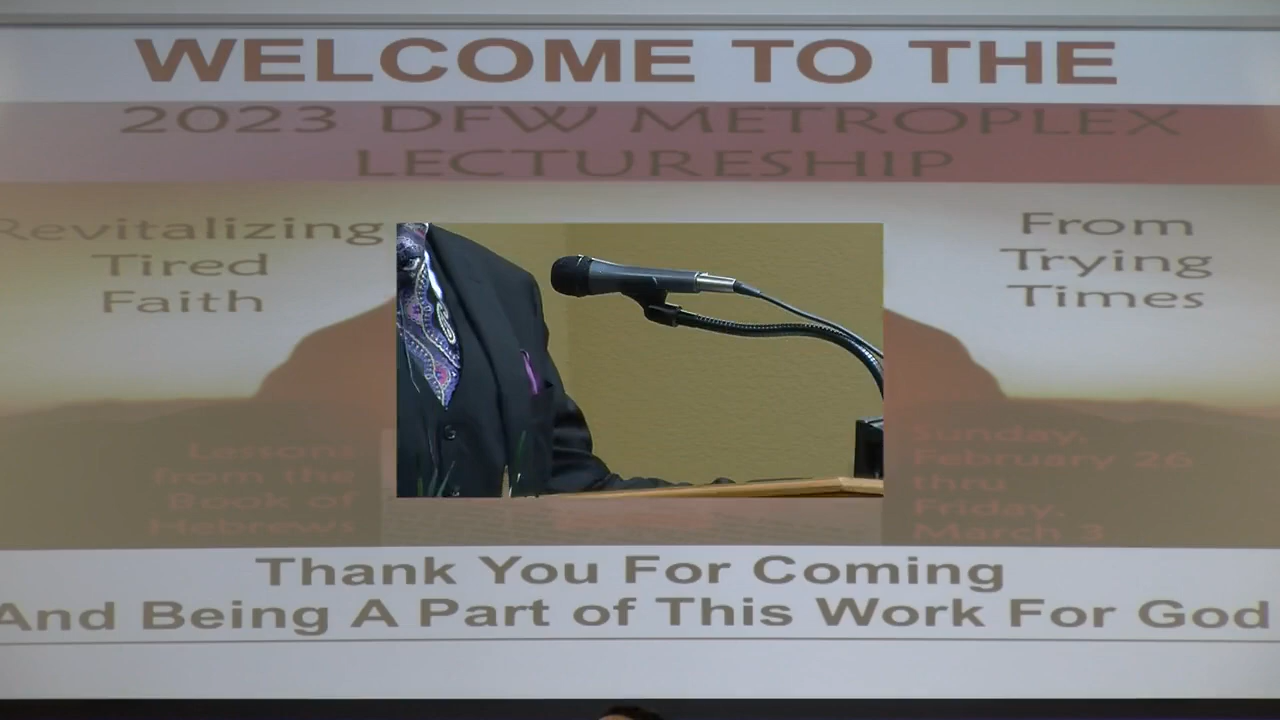 WELCOME TO THE
2023 DFW METROPLEX
LECTURESHIP
Revitalizing
Tired
Faith
From
Trying
Times
Lessons
from the
Book of
Hebrews
Sunday,
February 26
thru
Friday,
March 3
Thank You For Coming
And Being A Part of This Work For God